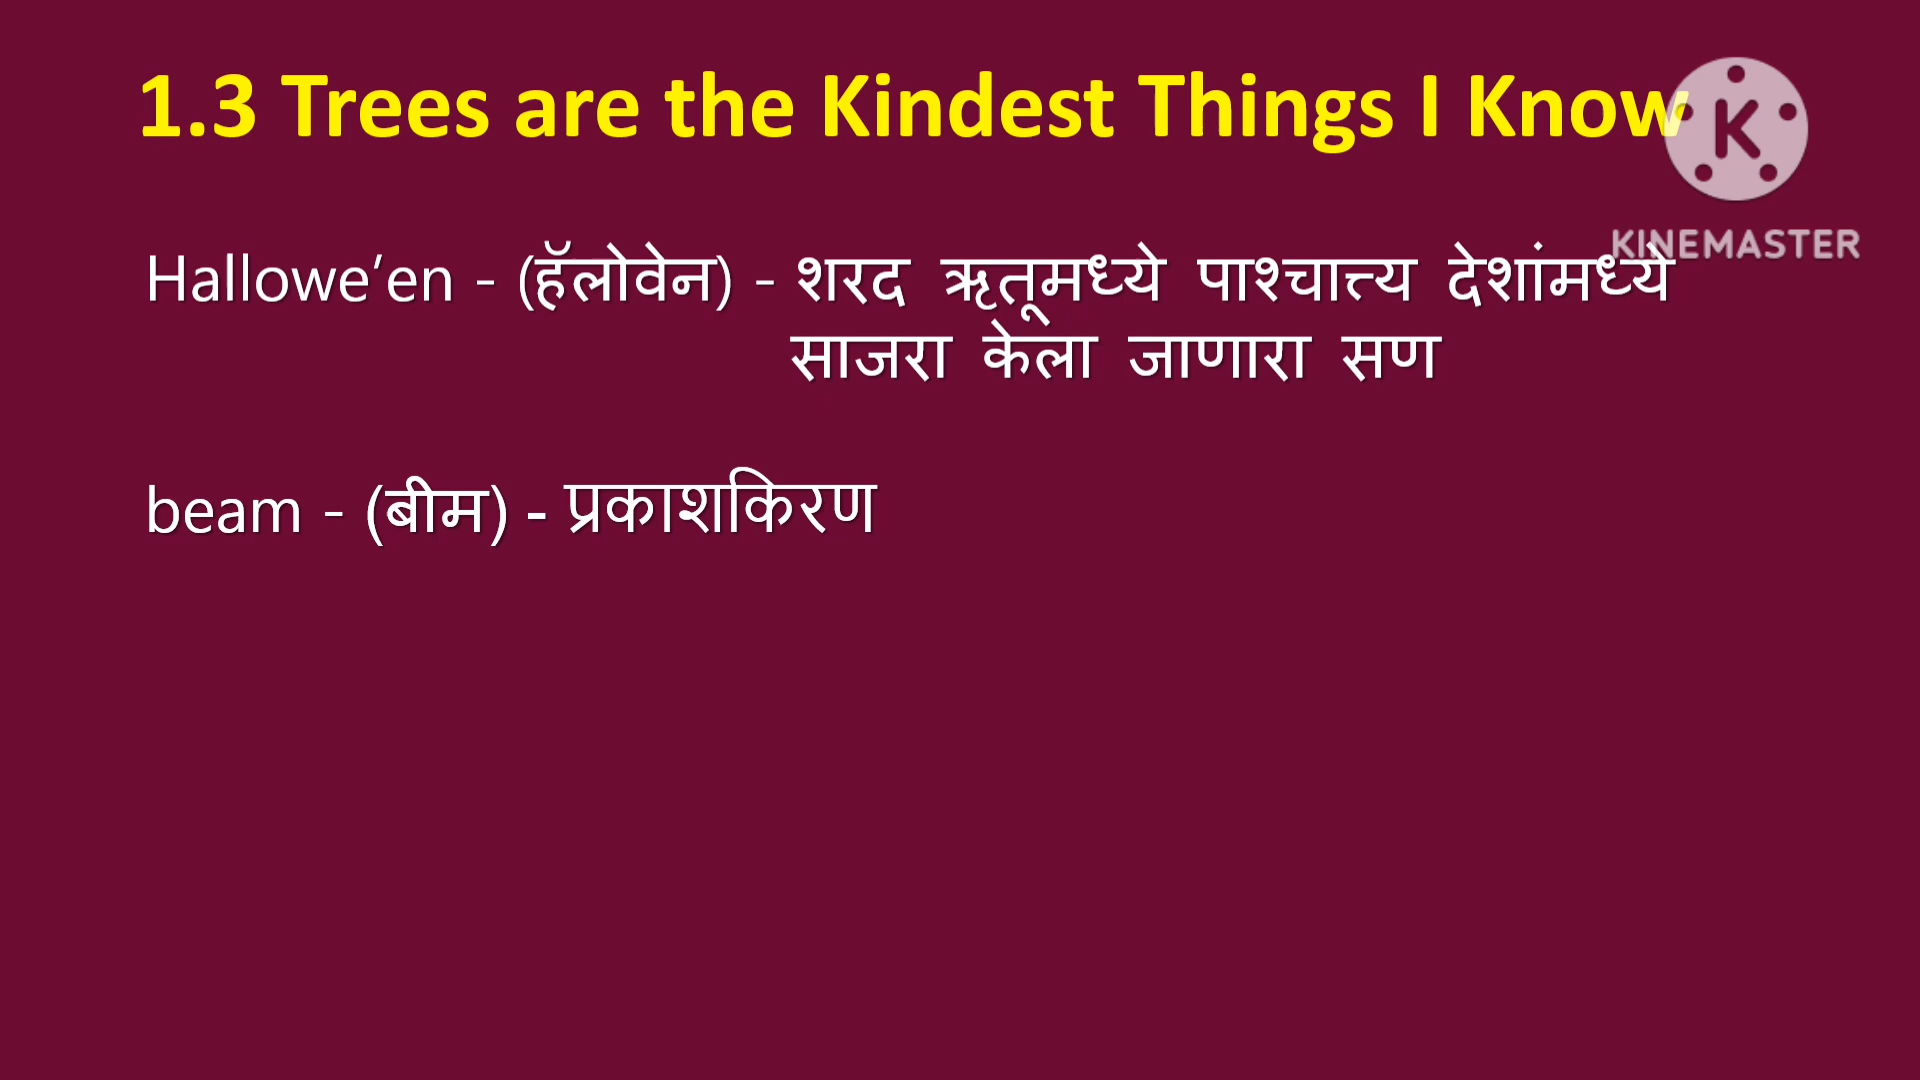 1.3 Trees are the Kindest Things I Know
K
KINEMASTER
Hallowe’en - (हॅलोवेन) - शरद ऋतूमध्ये पाश्चात्त्य देशांमध्ये
साजरा केला जाणारा सण
beam - (बीम) - प्रकाशकिरण